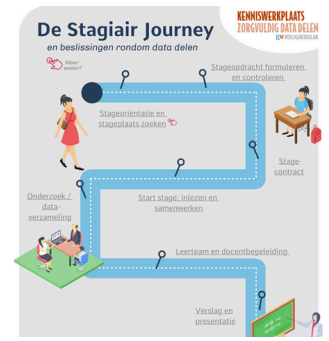 De Stagiair Journey
en beslissingen rondom data delen
KENNISWERKPLAATS
ZORGVULDIG DATA DELEN
Meer
weten?
Stageopdracht formuleren
en controleren
Stageoriëntatie en
stageplaats zoeken
Stage-
contract
Start stage: inlezen en
samenwerken
Onderzoek /
data-
verzameling
Leerteam en docentbegeleiding
Verslag en
presentatie